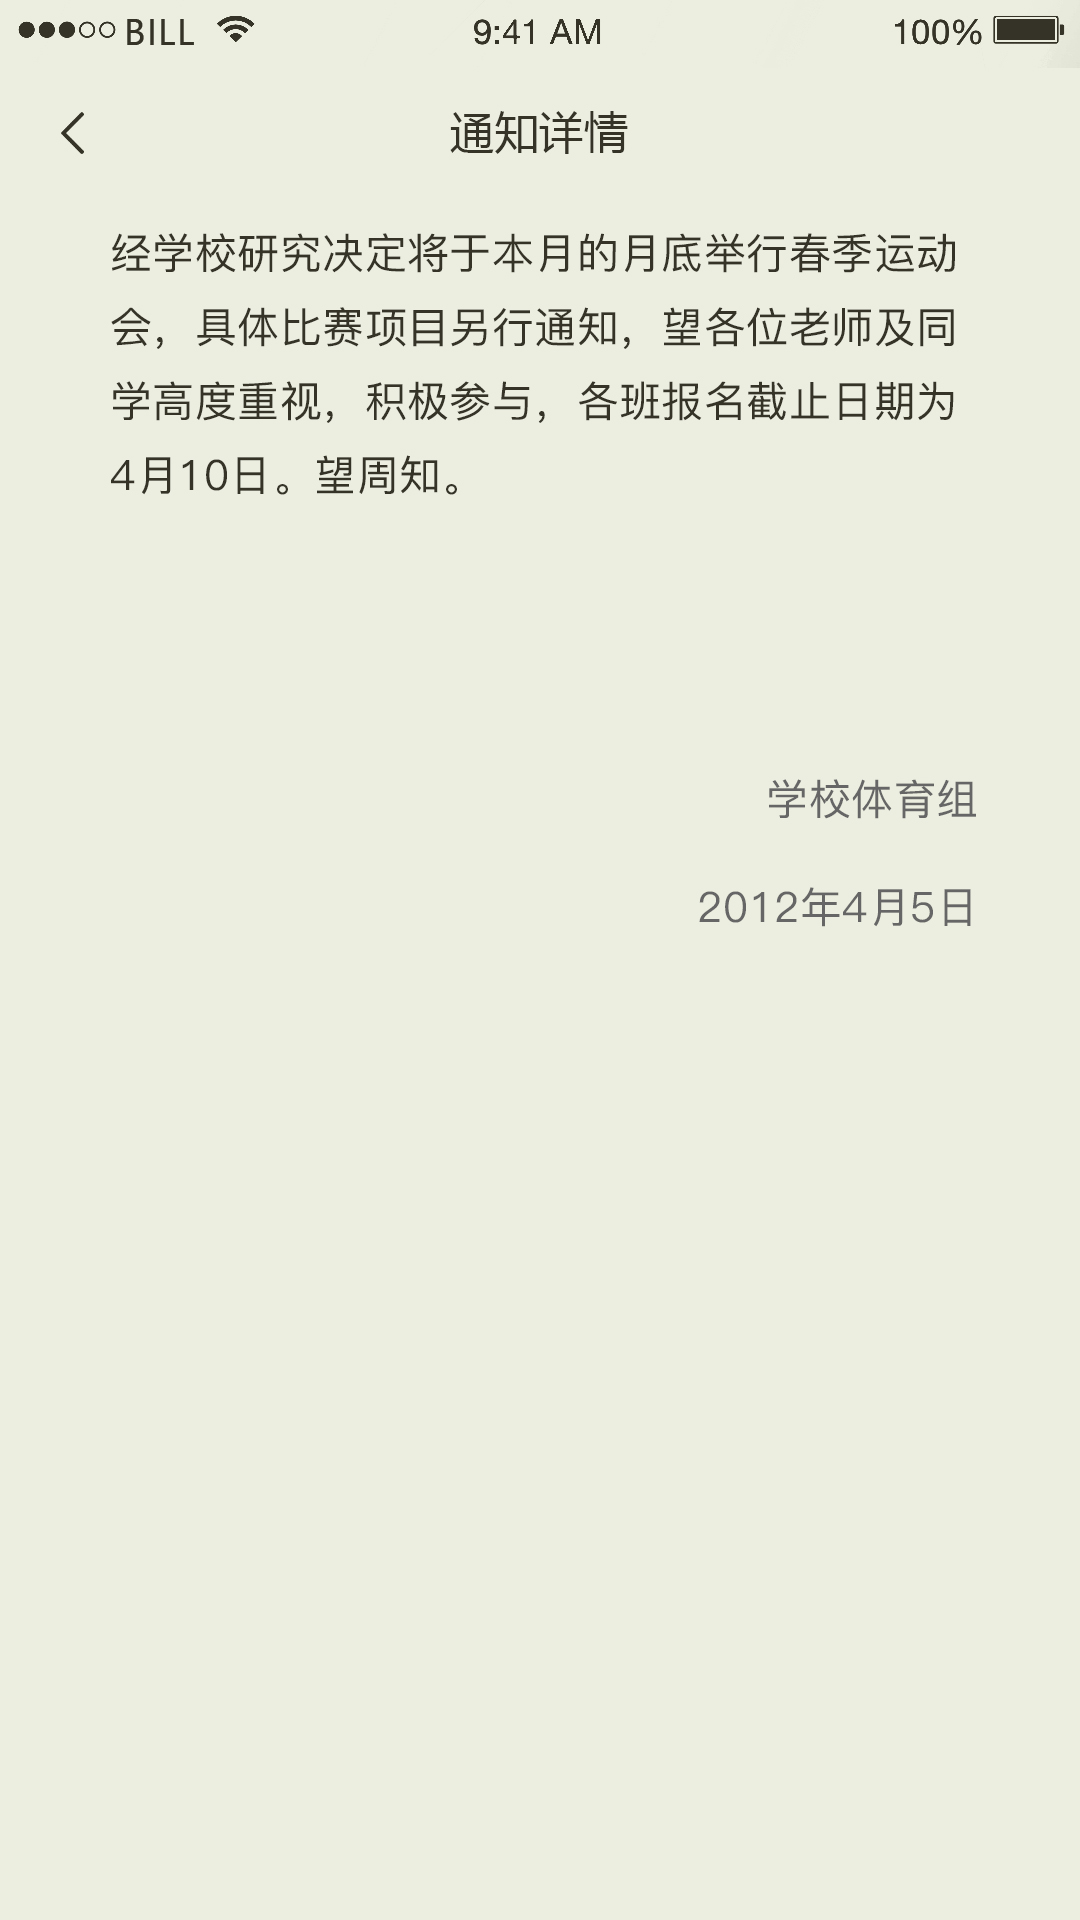 BILL 9:41 AM 100%
通知详情
经学校研究决定将于本月的月底举行春季运动
会，具体比赛项目另行通知，望各位老师及同
学高度重视，积极参与，各班报名截止日期为
4月10日。望周知。
学校体育组
2012年4月5日